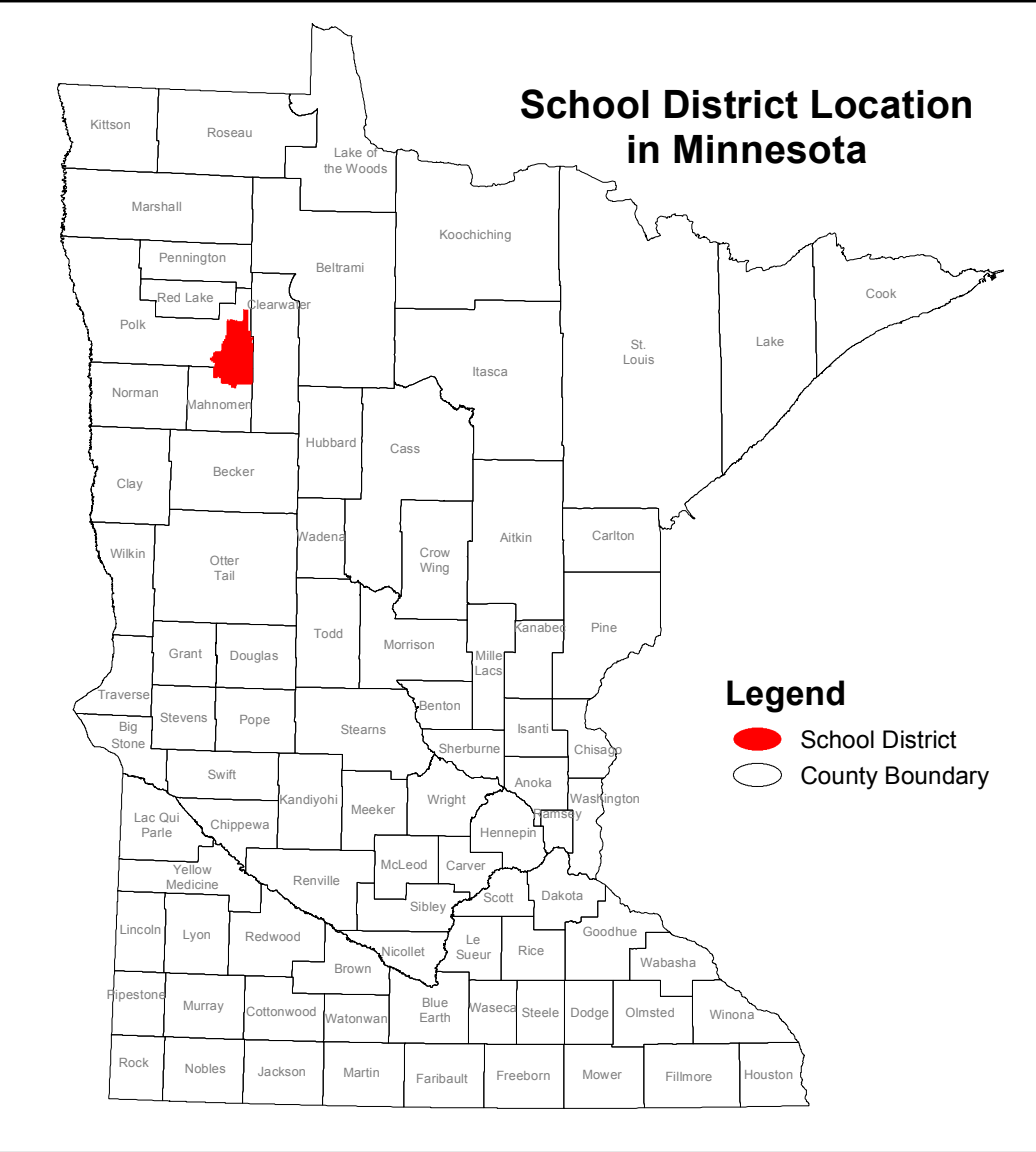 School District Location
in Minnesota
Kittson
Roseau
Lake of
the Woods
Marshall
Koochiching
Pennington
Beltrami
Red Lake
Clearwater
Cook
Polk
St.
Louis
Lake
Itasca
Norman
Mahnomen
Hubbard
Cass
Becker
Clay
Wadena
Aitkin
Carlton
Wilkin
Otter
Tail
Crow
Wing
Todd
Morrison
Kanabec
Pine
Grant
Douglas
Mille
Lacs
Traverse
Stevens
Pope
Benton
Stearns
Isanti
Big
Stone
Sherburne
Chisago
Swift
Anoka
Kandiyohi
Meeker
Wright
Washington
Ramsey
Lac Qui
Parle
Chippewa
Hennepin
McLeod
Carver
Yellow
Medicine
Renville
Sibley
Scott
Dakota
Lincoln
Lyon
Redwood
Goodhue
Nicollet
Le
Sueur
Rice
Brown
Wabasha
Pipestone
Murray
Cottonwood
Watonwan
Blue
Earth
Waseca
Steele
Dodge
Olmsted
Winona
Rock
Nobles
Jackson
Martin
Faribault
Freeborn
Mower
Fillmore
Houston
Legend
School District
County Boundary